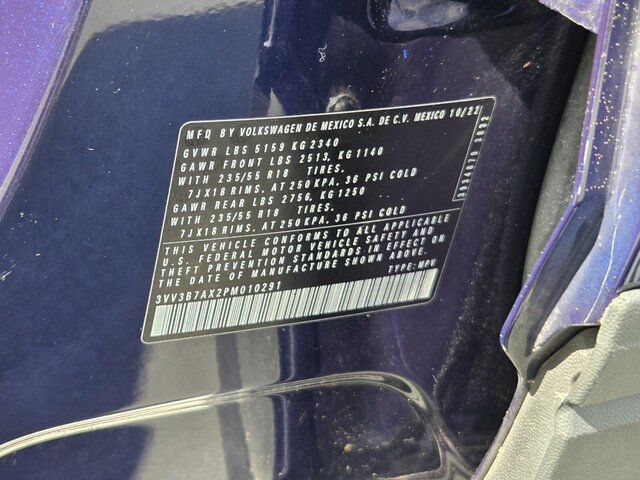 MFD BY VOLKSWAGEN DE MEXICO S.A. DE C.V. MEXICO 10/22
GVWR LBS 5159 KG 2340
GAWR FRONT LBS 2513, KG 1140
WITH 235/55 R18 TIRES,
7JX18 RIMS, AT 250 KPA, 36 PSI COLD
GAWR REAR LBS 2756, KG 1250
WITH 235/55 R18 TIRES,
7JX18 RIMS, AT 250 KPA, 36 PSI COLD
THIS VEHICLE CONFORMS TO ALL APPLICABLE
U.S. FEDERAL MOTOR VEHICLE SAFETY AND
THEFT PREVENTION STANDARDS IN EFFECT ON
THE DATE OF MANUFACTURE SHOWN ABOVE.
TYPE: MPV
3VV3B7AX2PM010291